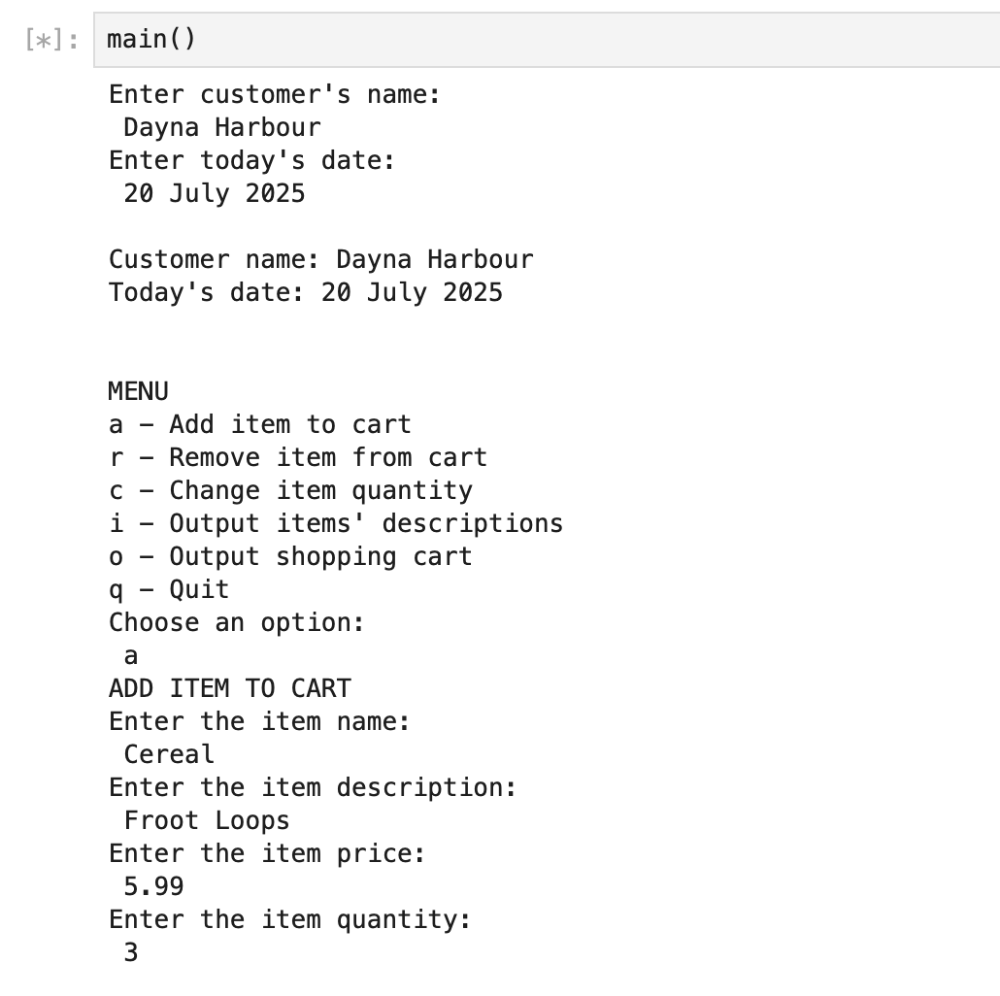 [*]: main()
Enter customer's name:
Dayna Harbour
Enter today's date:
20 July 2025
Customer name: Dayna Harbour
Today's date: 20 July 2025
MENU
a – Add item to cart
r – Remove item from cart
c – Change item quantity
i – Output items' descriptions
o – Output shopping cart
q – Quit
Choose an option:
a
ADD ITEM TO CART
Enter the item name:
Cereal
Enter the item description:
Froot Loops
Enter the item price:
5.99
Enter the item quantity:
3